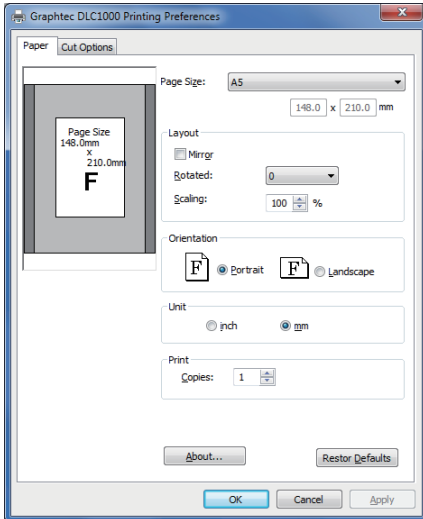 Graphtec DLC1000 Printing Preferences
Paper
Cut Options
Page Size
148.0mm
x
210.0mm
F
Page Size:
A5
148.0 x 210.0 mm
Layout
Mirror
Rotated:
0
Scaling:
100 %
Orientation
F Portrait F Landscape
Unit
inch mm
Print
Copies: 1
About... Restor Defaults
OK Cancel Apply